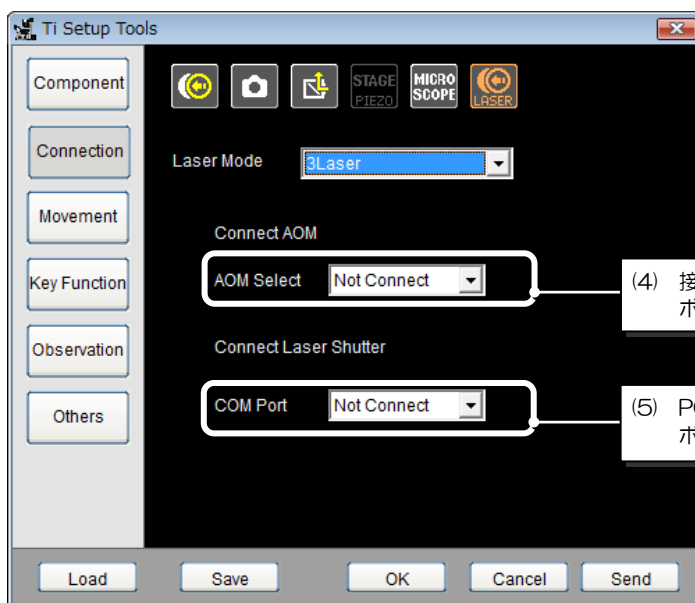 Ti Setup Tools
Component
Connection
Movement
Key Function
Observation
Others
STAGE
PIEZO
MICRO
SCOPE
LASER
Laser Mode 3Laser
Connect AOM
AOM Select Not Connect
(4) 接
ボ
Connect Laser Shutter
COM Port Not Connect
(5) P
ボ
Load Save OK Cancel Send